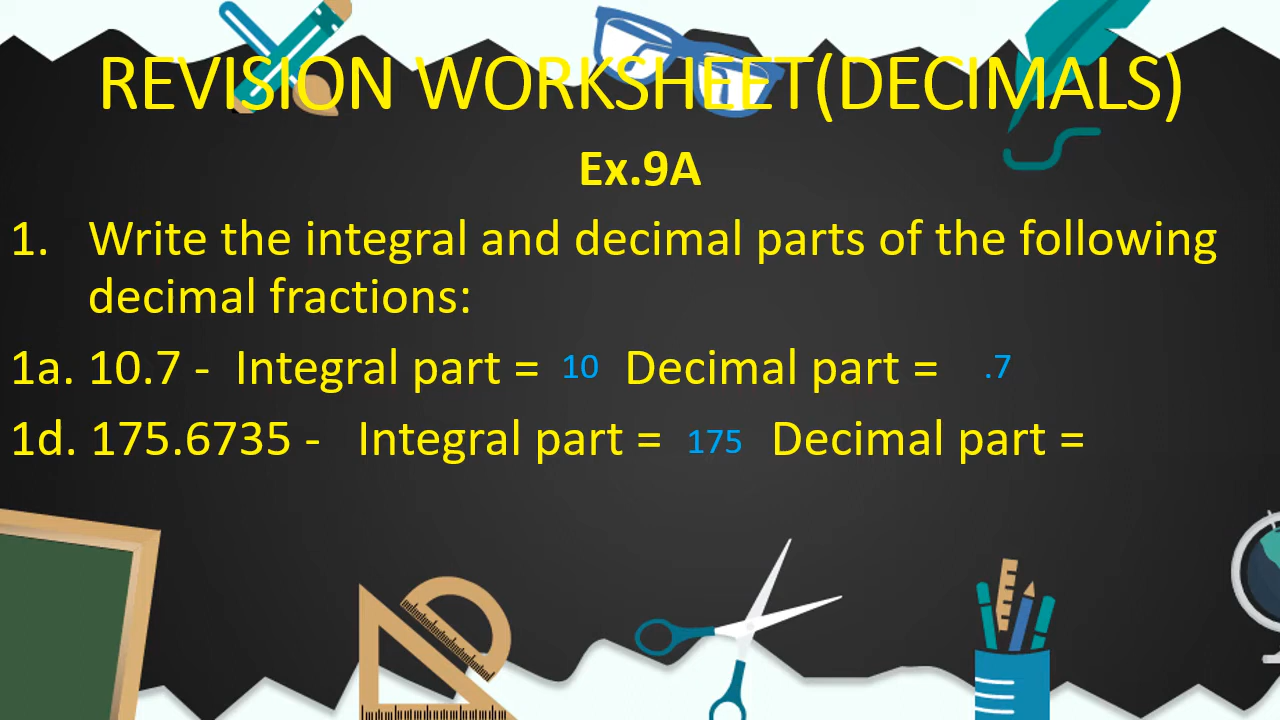 REVISION WORKSHEET(DECIMALS)
Ex.9A
1. Write the integral and decimal parts of the following
decimal fractions:
1a. 10.7 - Integral part = 10 Decimal part = .7
1d. 175.6735 - Integral part = 175 Decimal part =